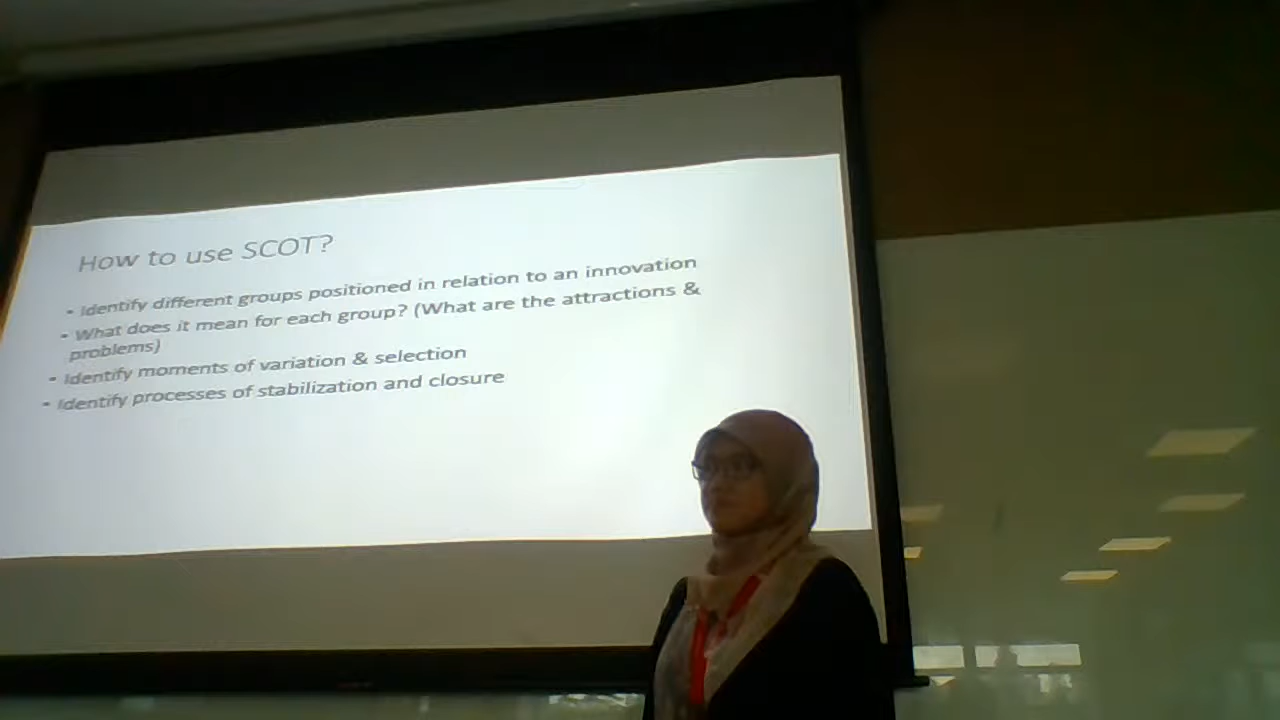 How to use SCOT?
• Identify different groups positioned in relation to an innovation
• What does it mean for each group? (What are the attractions &
problems)
• Identify moments of variation & selection
• Identify processes of stabilization and closure